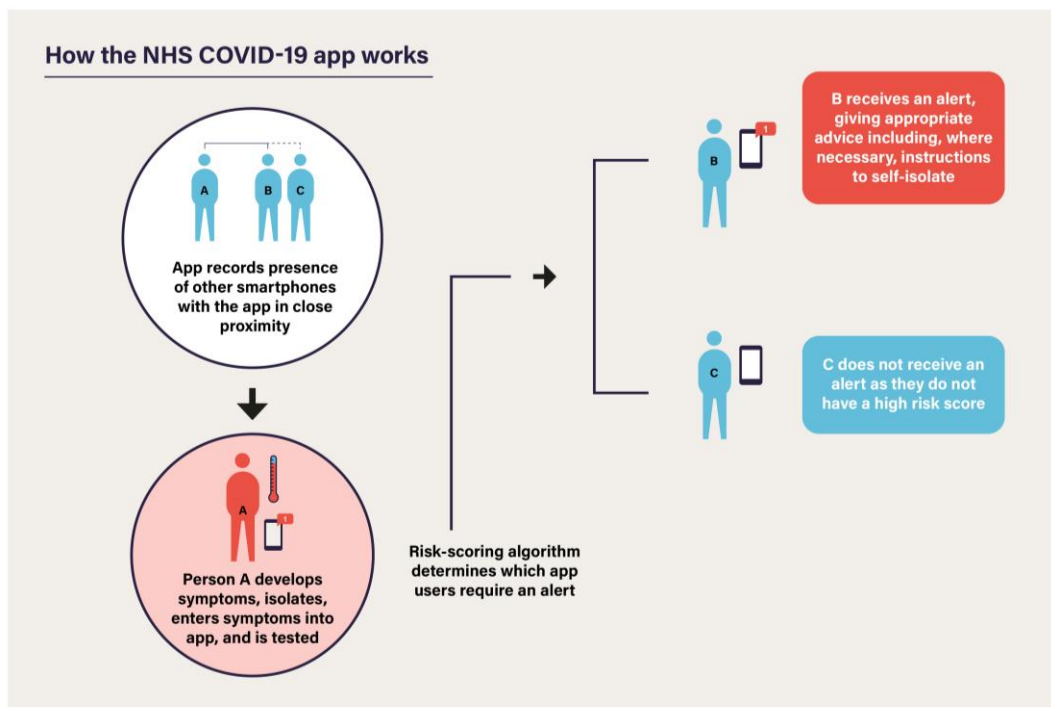 How the NHS COVID-19 app works
A
B
C
App records presence
of other smartphones
with the app in close
proximity
A
1
Person A develops
symptoms, isolates,
enters symptoms into
app, and is tested
Risk-scoring algorithm
determines which app
users require an alert
B
1
B receives an alert,
giving appropriate
advice including, where
necessary, instructions
to self-isolate
C
C does not receive an
alert as they do not
have a high risk score